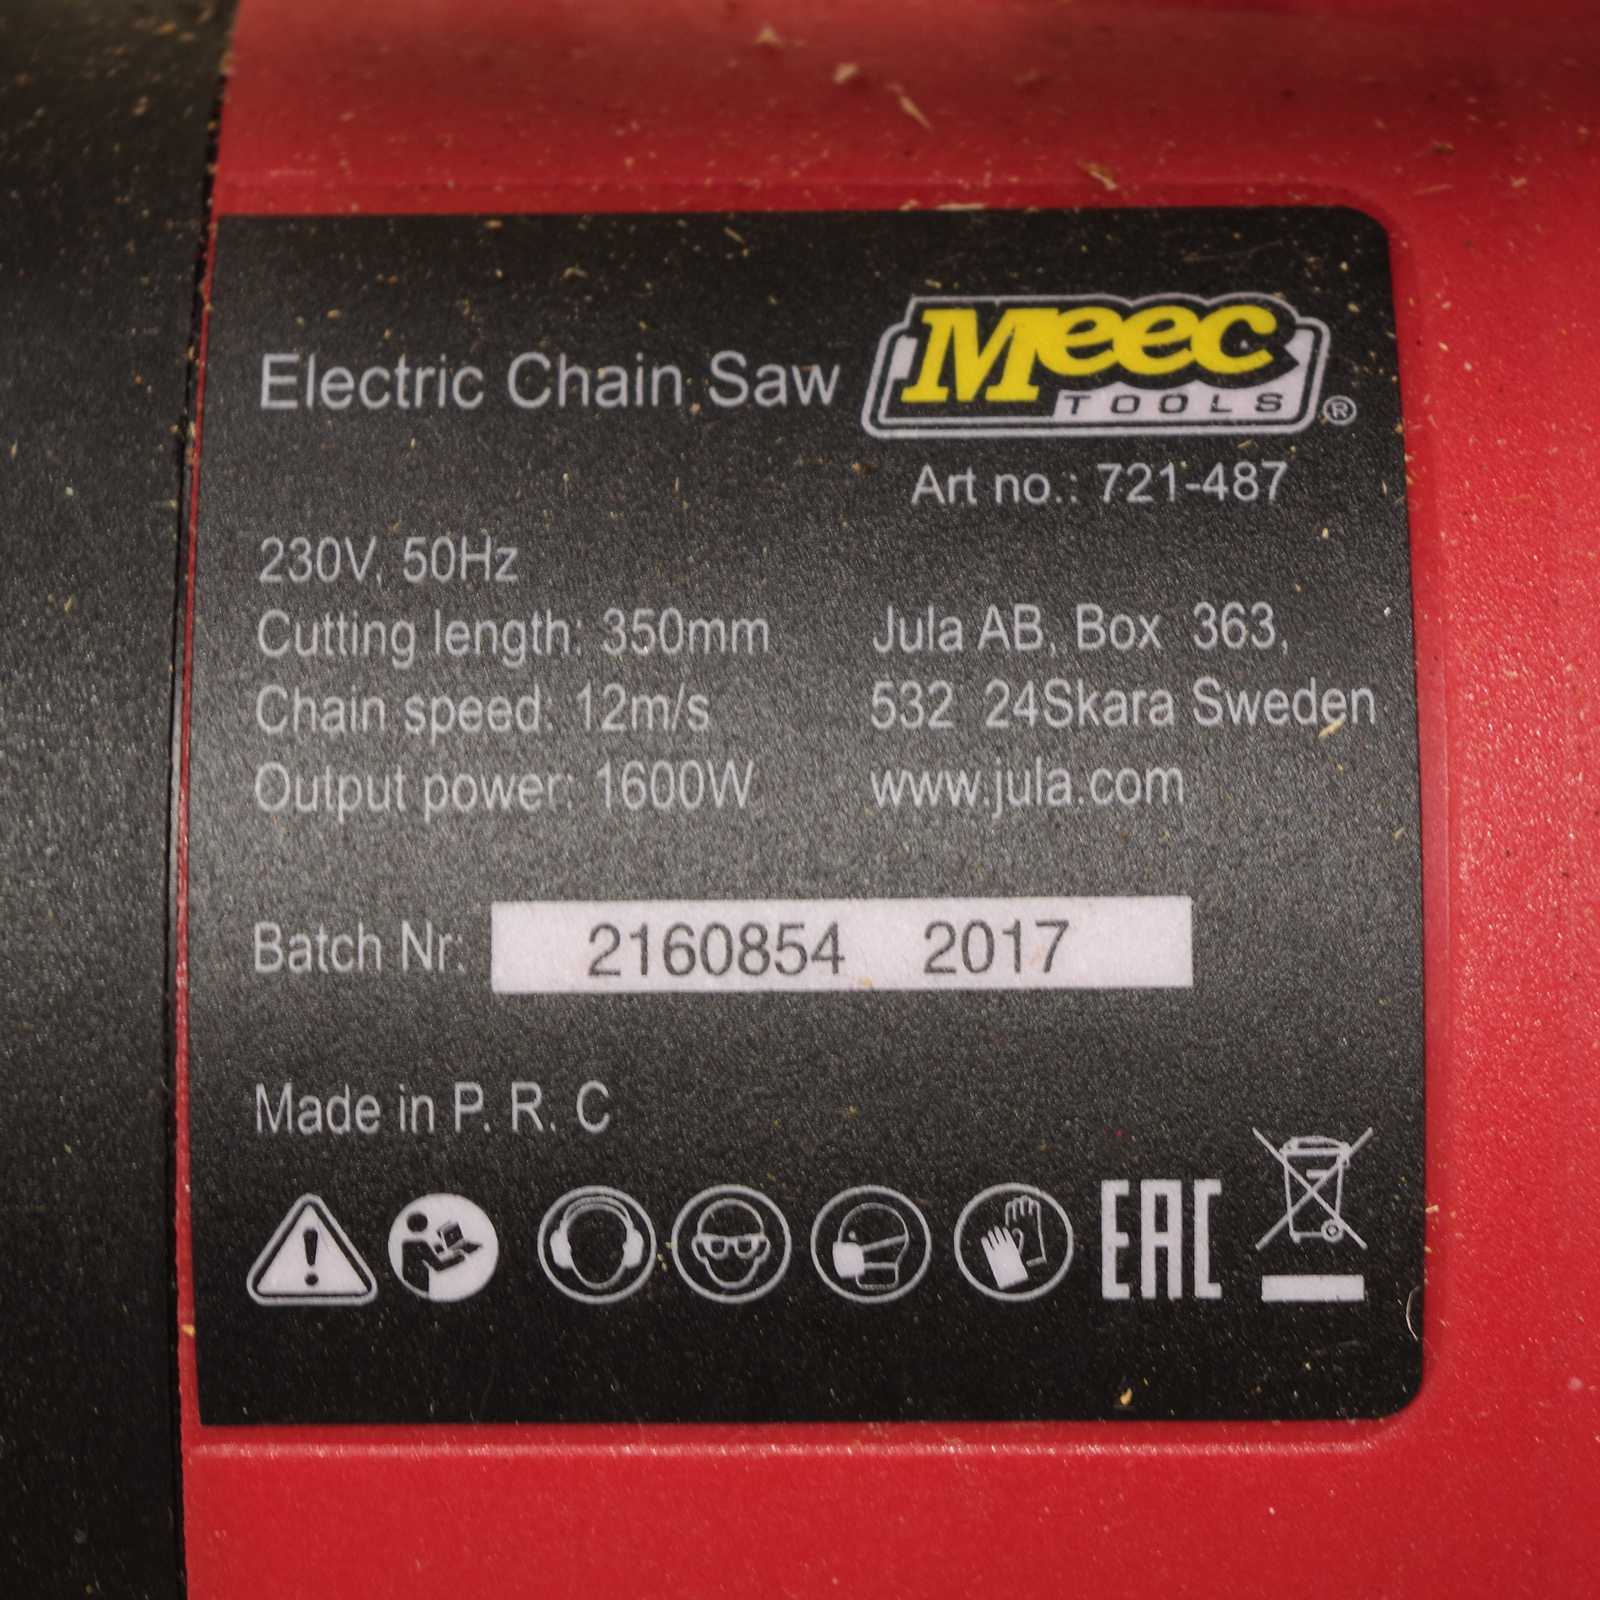 Electric Chain Saw
Meec
TOOLS
®
Art no.: 721-487
230V, 50Hz
Cutting length: 350mm
Chain speed: 12m/s
Output power: 1600W
Jula AB, Box 363,
532 24Skara Sweden
www.jula.com
Batch Nr: 2160854 2017
Made in P. R. C
EAC